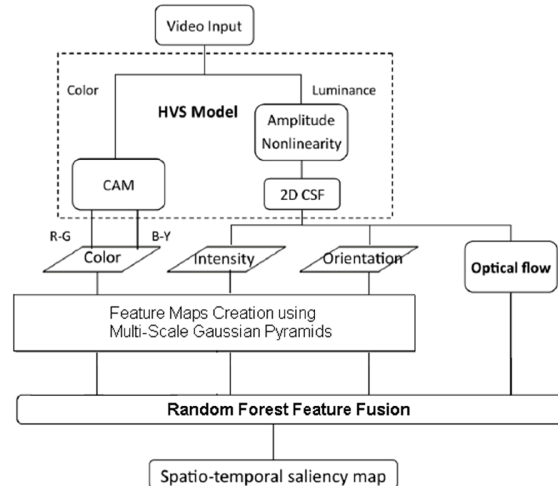 Video Input
Color
Luminance
HVS Model
Amplitude
Nonlinearity
CAM
2D CSF
R-G
B-Y
Color
Intensity
Orientation
Optical flow
Feature Maps Creation using
Multi-Scale Gaussian Pyramids
Random Forest Feature Fusion
Spatio-temporal saliency map